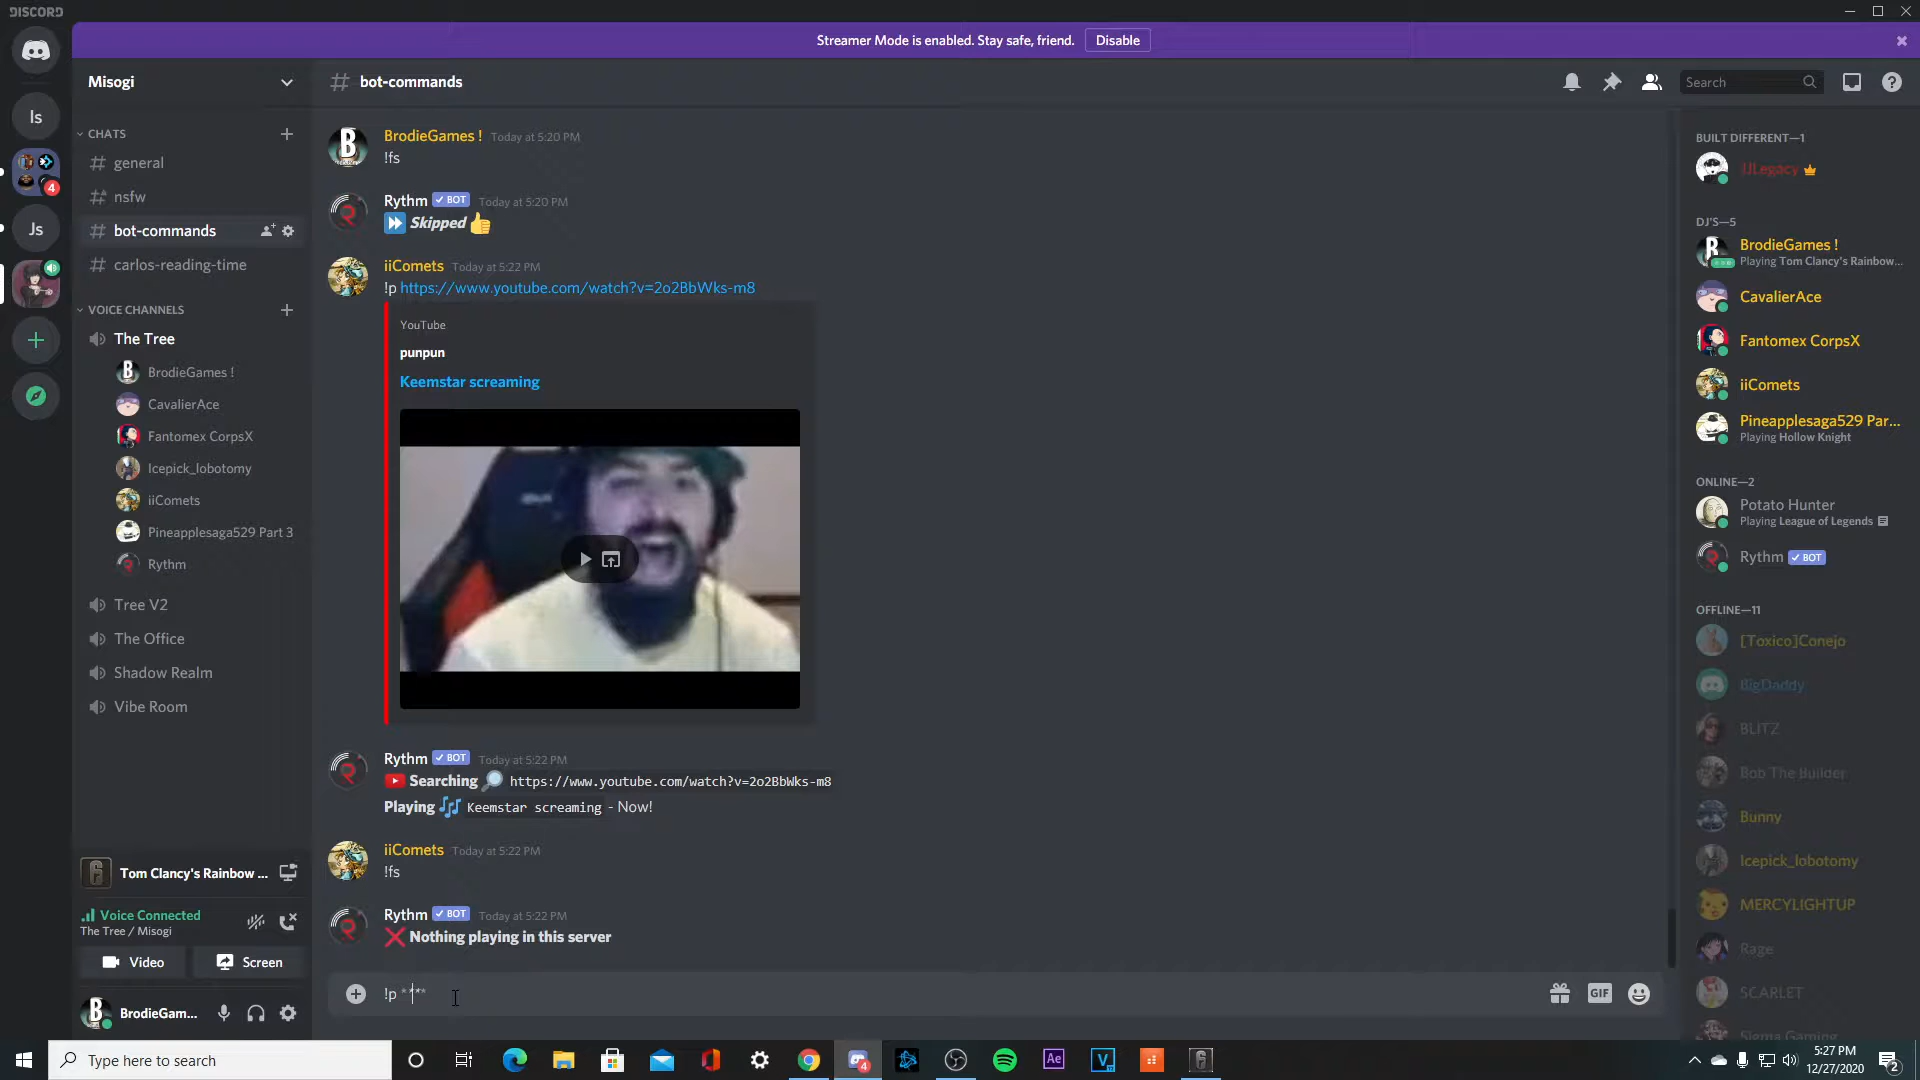 DISCORD
Streamer Mode is enabled. Stay safe, friend. Disable
Misogi
# bot-commands
Search
CHATS
general
nsfw
bot-commands
carlos-reading-time
VOICE CHANNELS
The Tree
BrodieGames !
CavalierAce
Fantomex CorpsX
Icepick_lobotomy
iiComets
Pineapplesaga529 Part 3
Rythm
Tree V2
The Office
Shadow Realm
Vibe Room
Tom Clancy's Rainbow ...
Voice Connected
The Tree / Misogi
Video
Screen
BrodieGam...
Is
4
Js
BrodieGames ! Today at 5:20 PM
!fs
Rythm BOT Today at 5:20 PM
Skipped
iiComets Today at 5:22 PM
!p https://www.youtube.com/watch?v=2o2BbWks-m8
YouTube
punpun
Keemstar screaming
Rythm BOT Today at 5:22 PM
Searching https://www.youtube.com/watch?v=2o2BbWks-m8
Playing Keemstar screaming - Now!
iiComets Today at 5:22 PM
!fs
Rythm BOT Today at 5:22 PM
Nothing playing in this server
!p ****
GIF
BUILT DIFFERENT—1
DJ'S—5
BrodieGames !
Playing Tom Clancy's Rainbow...
CavalierAce
Fantomex CorpsX
iiComets
Pineapplesaga529 Par...
Playing Hollow Knight
ONLINE—2
Potato Hunter
Playing League of Legends
Rythm BOT
OFFLINE—11
[Toxico]Conejo
BigDaddy
BLITZ
Bob The Builder
Bunny
Icepick_lobotomy
MERCYLIGHTUP
Rage
SCARLET
Sigma Gaming
Type here to search
4
Ae
V
5:27 PM
12/27/2020
2